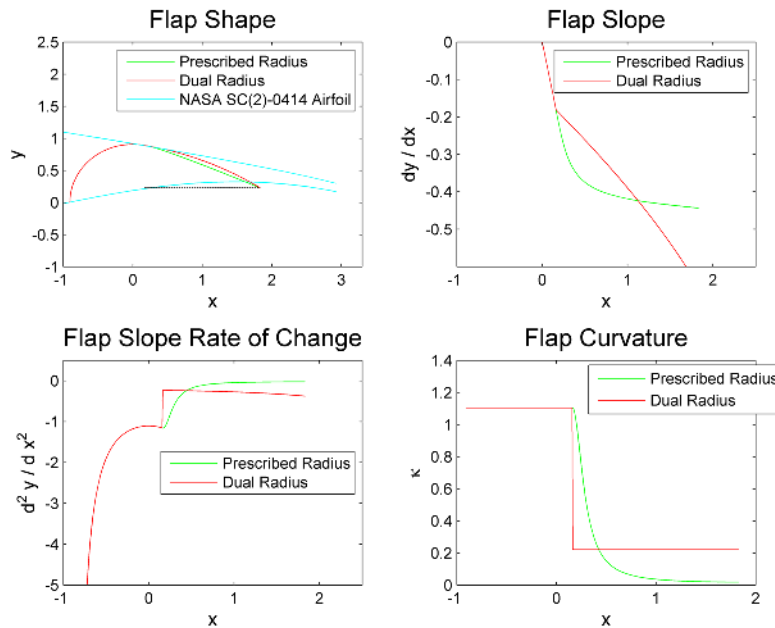 Flap Shape
2.5
2
1.5
1
0.5
0
0.5
-1
y
-1
0
1
2
3
x
Prescribed Radius
Dual Radius
NASA SC(2)-0414 Airfoil
Flap Slope
0
-0.1
-0.2
-0.3
-0.4
-0.5
dy / dx
-1
0
1
2
x
Prescribed Radius
Dual Radius
Flap Slope Rate of Change
0
-1
-2
-3
-4
-5
d² y / d x²
-1
0
1
2
x
Prescribed Radius
Dual Radius
Flap Curvature
1.4
1.2
1
0.8
0.6
0.4
0.2
0
κ
-1
0
1
2
x
Prescribed Radius
Dual Radius